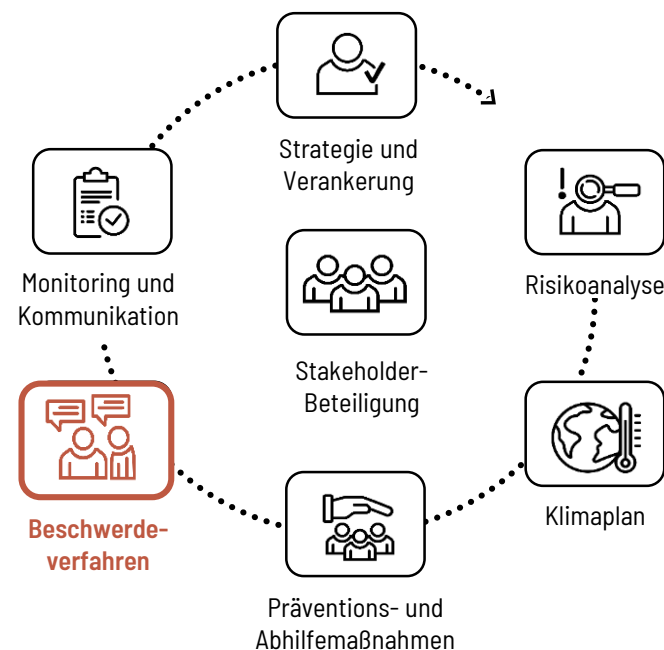 Strategie und
Verankerung
Risikoanalyse
Monitoring und
Kommunikation
Stakeholder-
Beteiligung
Klimaplan
Beschwerde-
verfahren
Präventions- und
Abhilfemaßnahmen